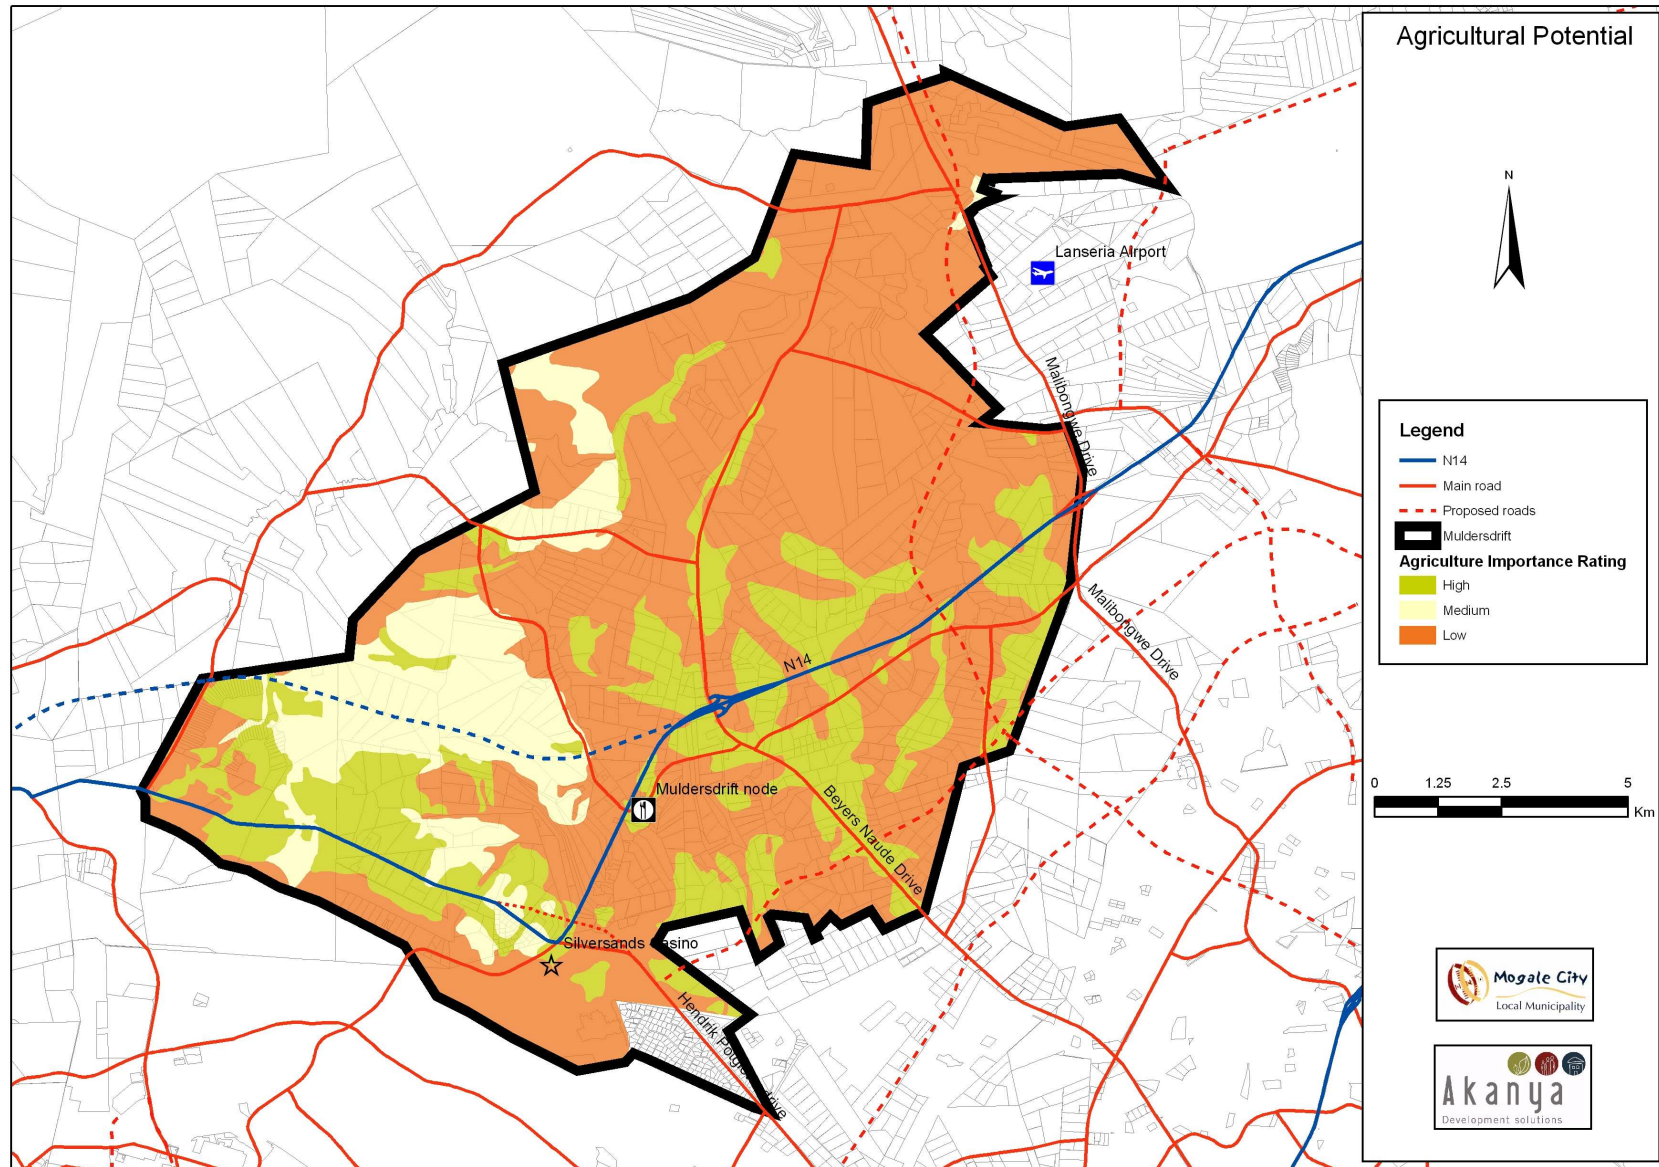 Agricultural Potential
N
Lanseria Airport
Malibongwe Drive
Legend
N14
Main road
Proposed roads
Muldersdrift
Agriculture Importance Rating
High
Medium
Low
Malibongwe Drive
N14
Muldersdrift node
Beyers Naude Drive
0 1.25 2.5 5
Km
Silversands Casino
Hendrik Potgieter drive
Mogale City
Local Municipality
Akanya
Development solutions